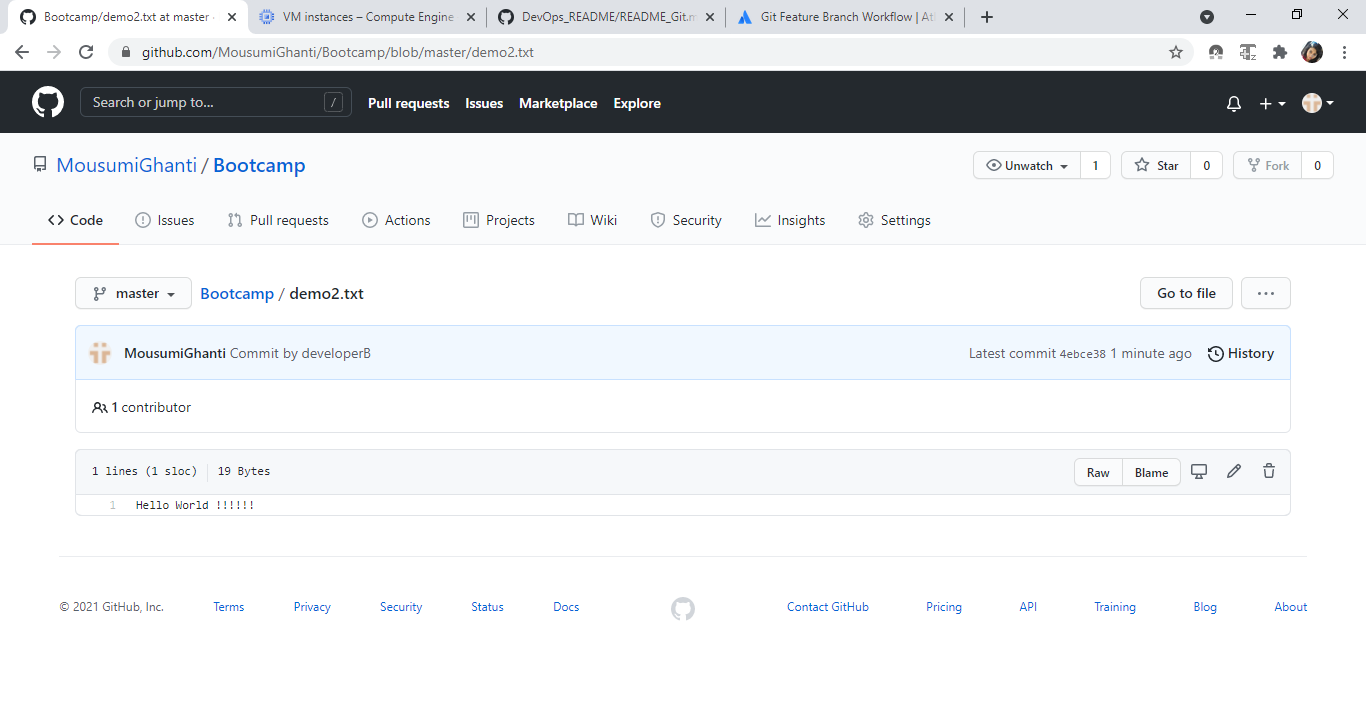 Bootcamp/demo2.txt at master · VM instances – Compute Engine DevOps_README/README_Git.m Git Feature Branch Workflow | At
github.com/MousumiGhanti/Bootcamp/blob/master/demo2.txt
Search or jump to... / Pull requests Issues Marketplace Explore
MousumiGhanti / Bootcamp Unwatch 1 Star 0 Fork 0
Code Issues Pull requests Actions Projects Wiki Security Insights Settings
master Bootcamp / demo2.txt Go to file ...
MousumiGhanti Commit by developerB Latest commit 4ebce38 1 minute ago History
1 contributor
1 lines (1 sloc) 19 Bytes Raw Blame
1 Hello World !!!!!!
© 2021 GitHub, Inc. Terms Privacy Security Status Docs Contact GitHub Pricing API Training Blog About